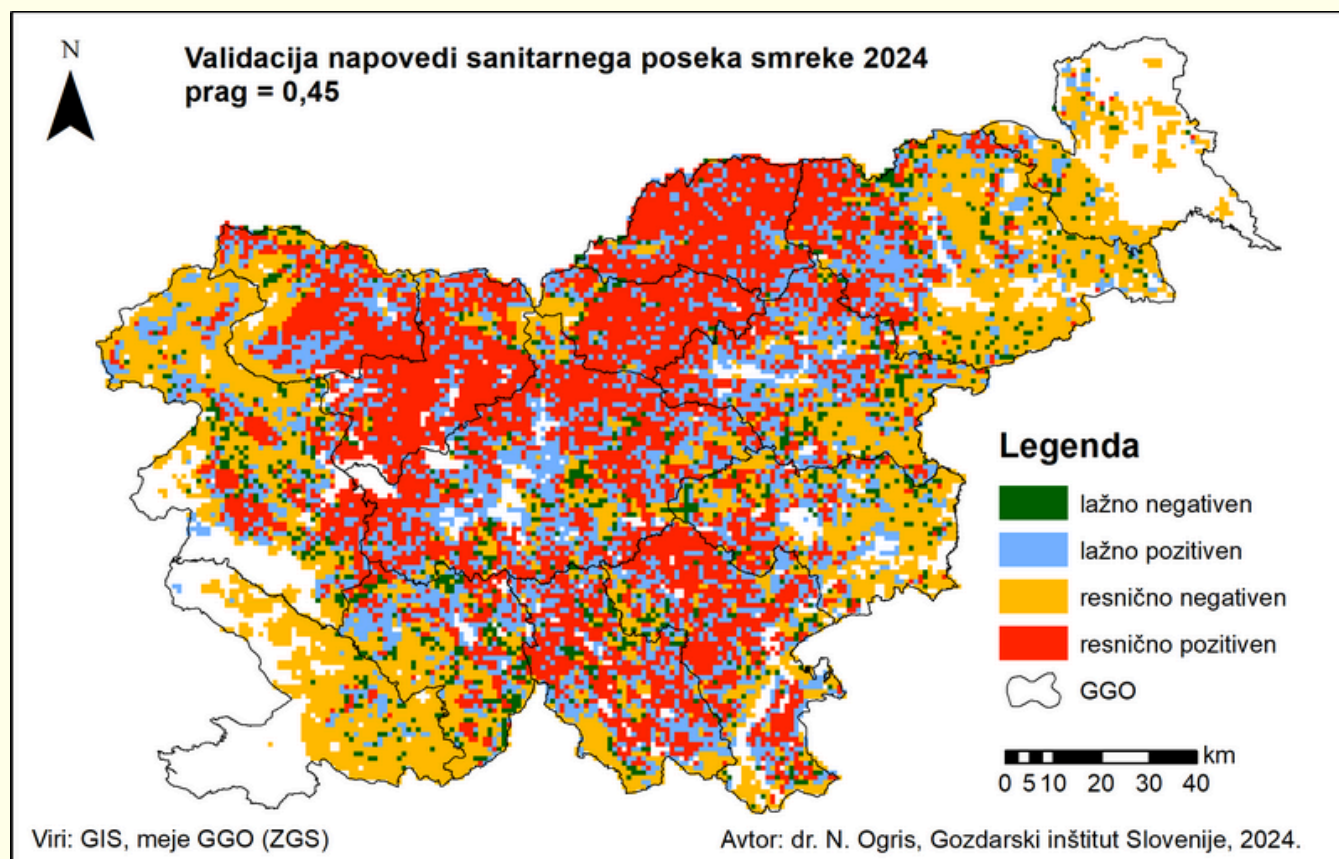 N
Validacija napovedi sanitarnega poseka smreke 2024
prag = 0,45
Legenda
lažno negativen
lažno pozitiven
resnično negativen
resnično pozitiven
GGO
km
0 5 10 20 30 40
Viri: GIS, meje GGO (ZGS)
Avtor: dr. N. Ogris, Gozdarski inštitut Slovenije, 2024.